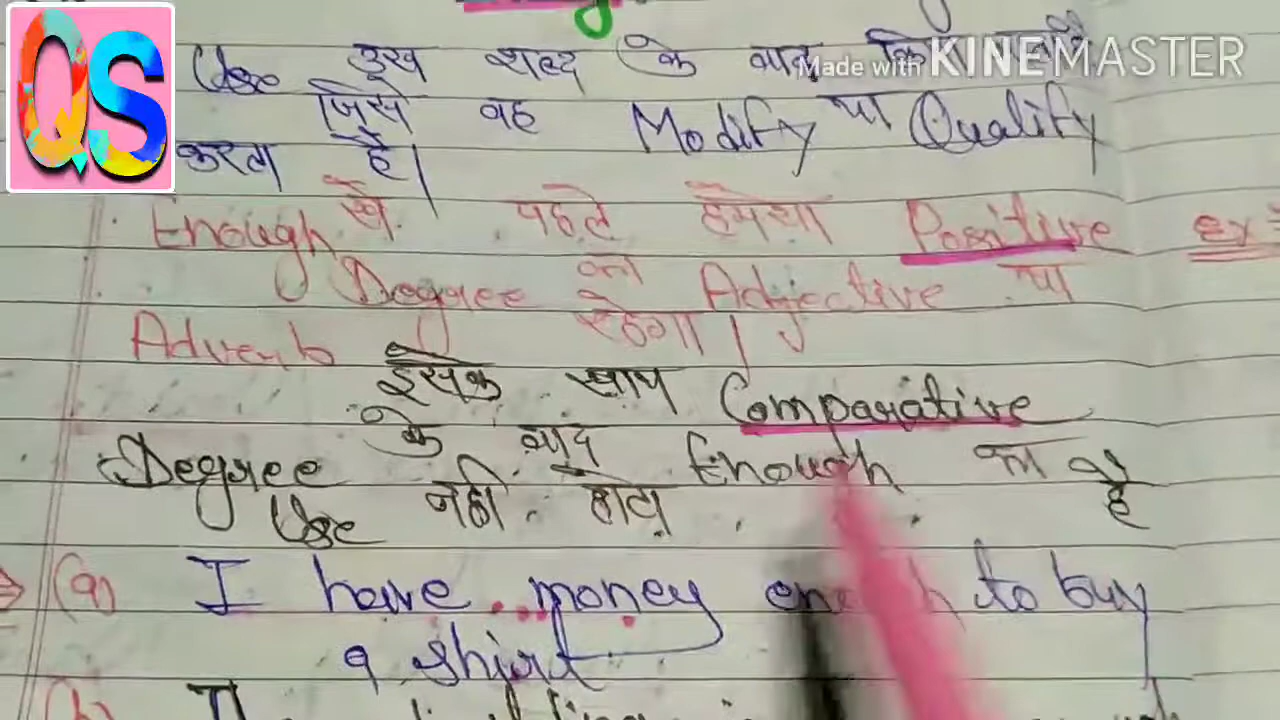 QS
Made with KINEMASTER
Use उस शब्द के बाद किया जाता है
जिसे वह Modify या Qualify
करता है।
Enough से पहले हमेशा Positive ex
Degree का Adjective या
Adverb रहेगा।
इसके साथ Comparative
Degree के बाद Enough का
Use नहीं होता है
(a) I have money enough to buy
a shirt
(b)